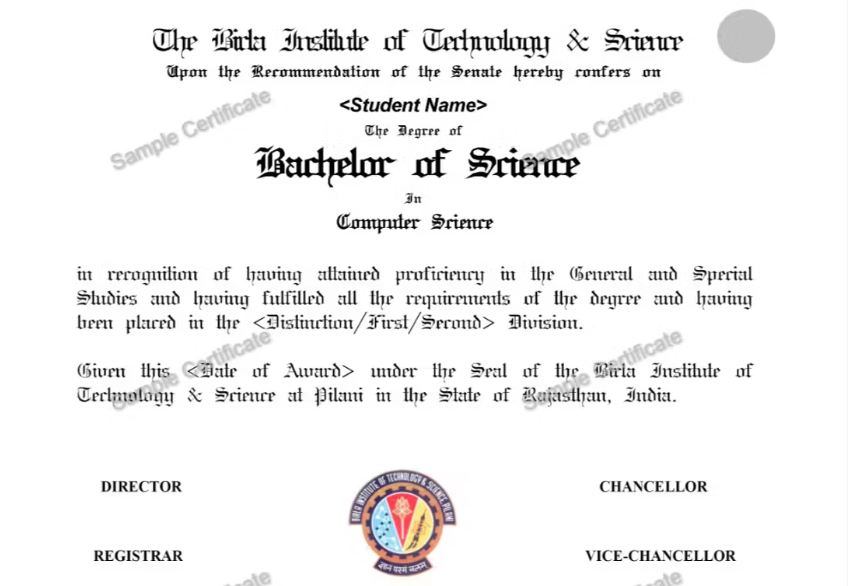 The Birla Institute of Technology & Science
Upon the Recommendation of the Senate hereby confers on
<Student Name>
Sample Certificate
Sample Certificate
The Degree of
Bachelor of Science
In
Computer Science
in recognition of having attained proficiency in the General and Special
Studies and having fulfilled all the requirements of the degree and having
been placed in the <Distinction/First/Second> Division.
Sample Certificate
Sample Certificate
Given this <Date of Award> under the Seal of the Birla Institute of
Technology & Science at Pilani in the State of Rajasthan, India.
DIRECTOR
CHANCELLOR
BIRLA INSTITUTE OF TECHNOLOGY & SCIENCE, PILANI
ज्ञानं परमं बलम्
REGISTRAR
VICE-CHANCELLOR